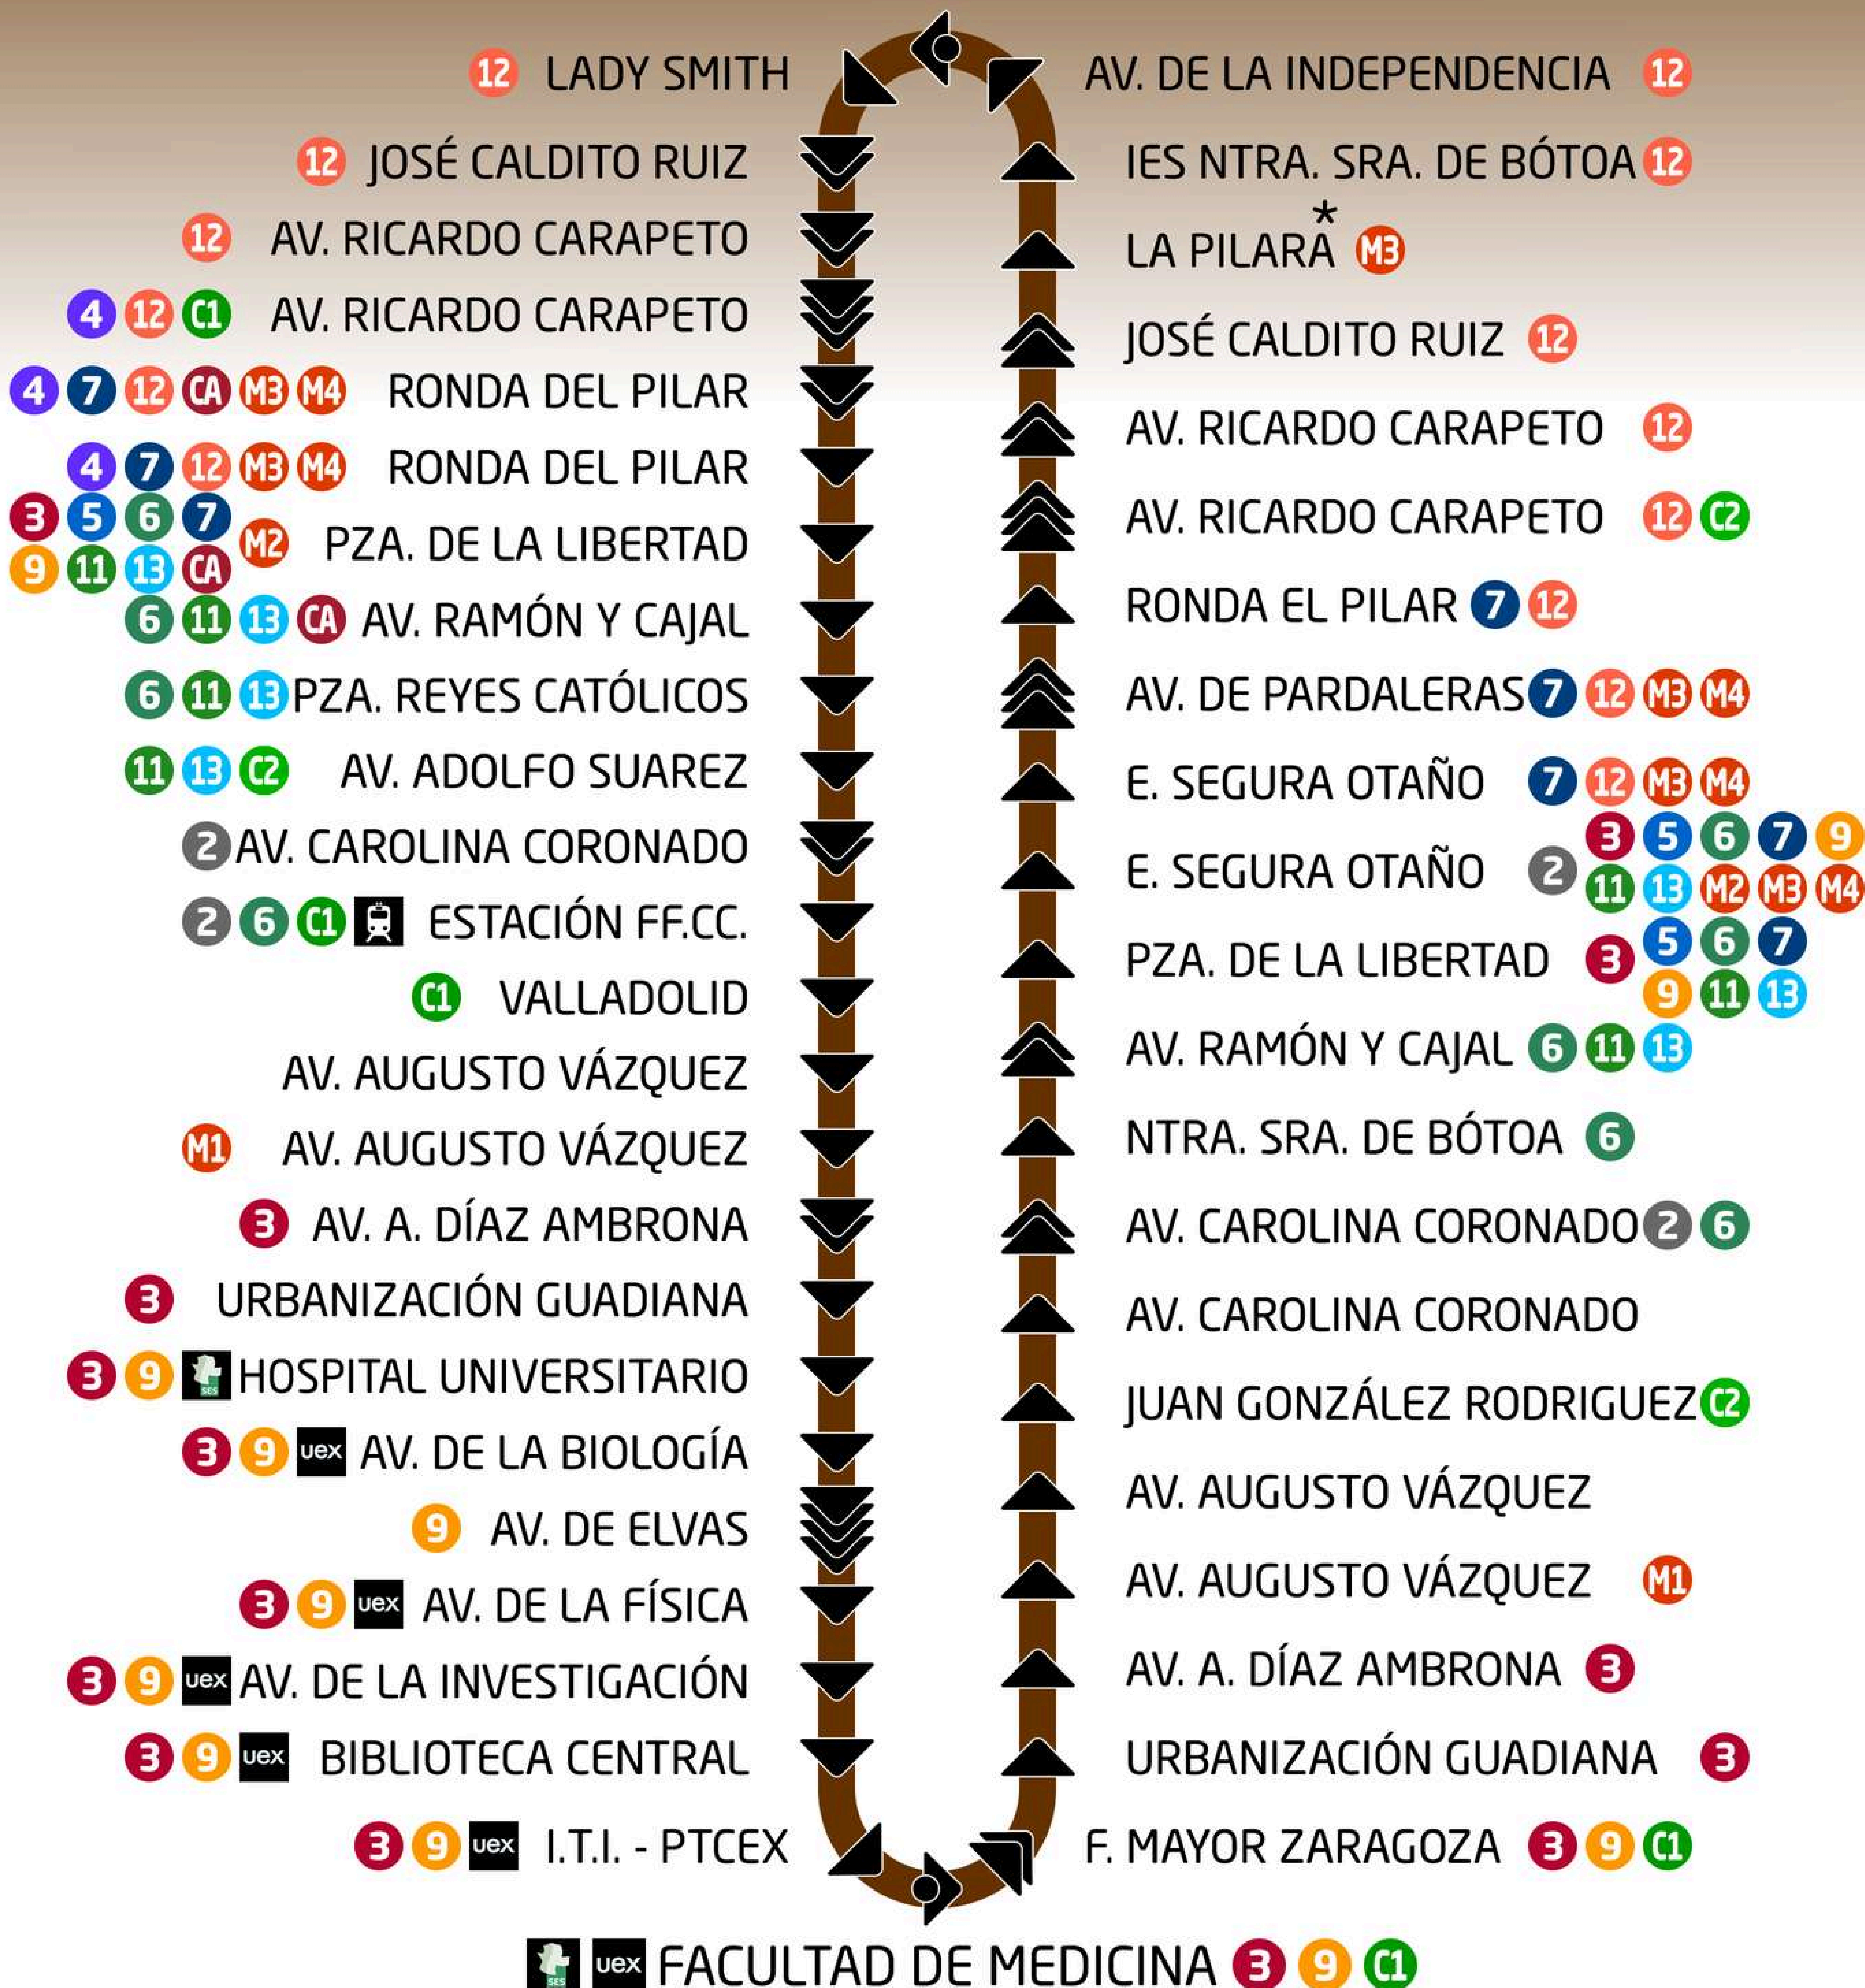 12 LADY SMITH
12 JOSÉ CALDITO RUIZ
12 AV. RICARDO CARAPETO
4 12 C1 AV. RICARDO CARAPETO
4 7 12 CA M3 M4 RONDA DEL PILAR
4 7 12 M3 M4 RONDA DEL PILAR
3 5 6 7
9 11 13 CA
M2 PZA. DE LA LIBERTAD
6 11 13 CA AV. RAMÓN Y CAJAL
6 11 13 PZA. REYES CATÓLICOS
11 13 C2 AV. ADOLFO SUAREZ
2 AV. CAROLINA CORONADO
2 6 C1 ESTACIÓN FF.CC.
C1 VALLADOLID
AV. AUGUSTO VÁZQUEZ
M1 AV. AUGUSTO VÁZQUEZ
3 AV. A. DÍAZ AMBRONA
3 URBANIZACIÓN GUADIANA
3 9 SES HOSPITAL UNIVERSITARIO
3 9 uex AV. DE LA BIOLOGÍA
9 AV. DE ELVAS
3 9 uex AV. DE LA FÍSICA
3 9 uex AV. DE LA INVESTIGACIÓN
3 9 uex BIBLIOTECA CENTRAL
3 9 uex I.T.I. - PTCEX
AV. DE LA INDEPENDENCIA 12
IES NTRA. SRA. DE BÓTOA 12
LA PILARA* M3
JOSÉ CALDITO RUIZ 12
AV. RICARDO CARAPETO 12
AV. RICARDO CARAPETO 12 C2
RONDA EL PILAR 7 12
AV. DE PARDALERAS 7 12 M3 M4
E. SEGURA OTAÑO 7 12 M3 M4
E. SEGURA OTAÑO 2
3 5 6 7 9
11 13 M2 M3 M4
PZA. DE LA LIBERTAD 3
5 6 7
9 11 13
AV. RAMÓN Y CAJAL 6 11 13
NTRA. SRA. DE BÓTOA 6
AV. CAROLINA CORONADO 2 6
AV. CAROLINA CORONADO
JUAN GONZÁLEZ RODRIGUEZ C2
AV. AUGUSTO VÁZQUEZ
AV. AUGUSTO VÁZQUEZ M1
AV. A. DÍAZ AMBRONA 3
URBANIZACIÓN GUADIANA 3
F. MAYOR ZARAGOZA 3 9 C1
SES uex FACULTAD DE MEDICINA 3 9 C1